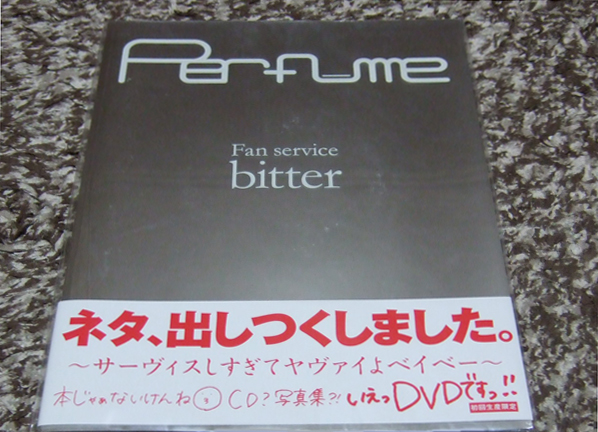 Perfume
Fan service
bitter
ネタ、出しつくしました。
～サーヴィスしすぎてヤヴァイよベイベー～
本じゃぁないけんね CD?写真集?! いえっDVDですっ!!
初回生産限定